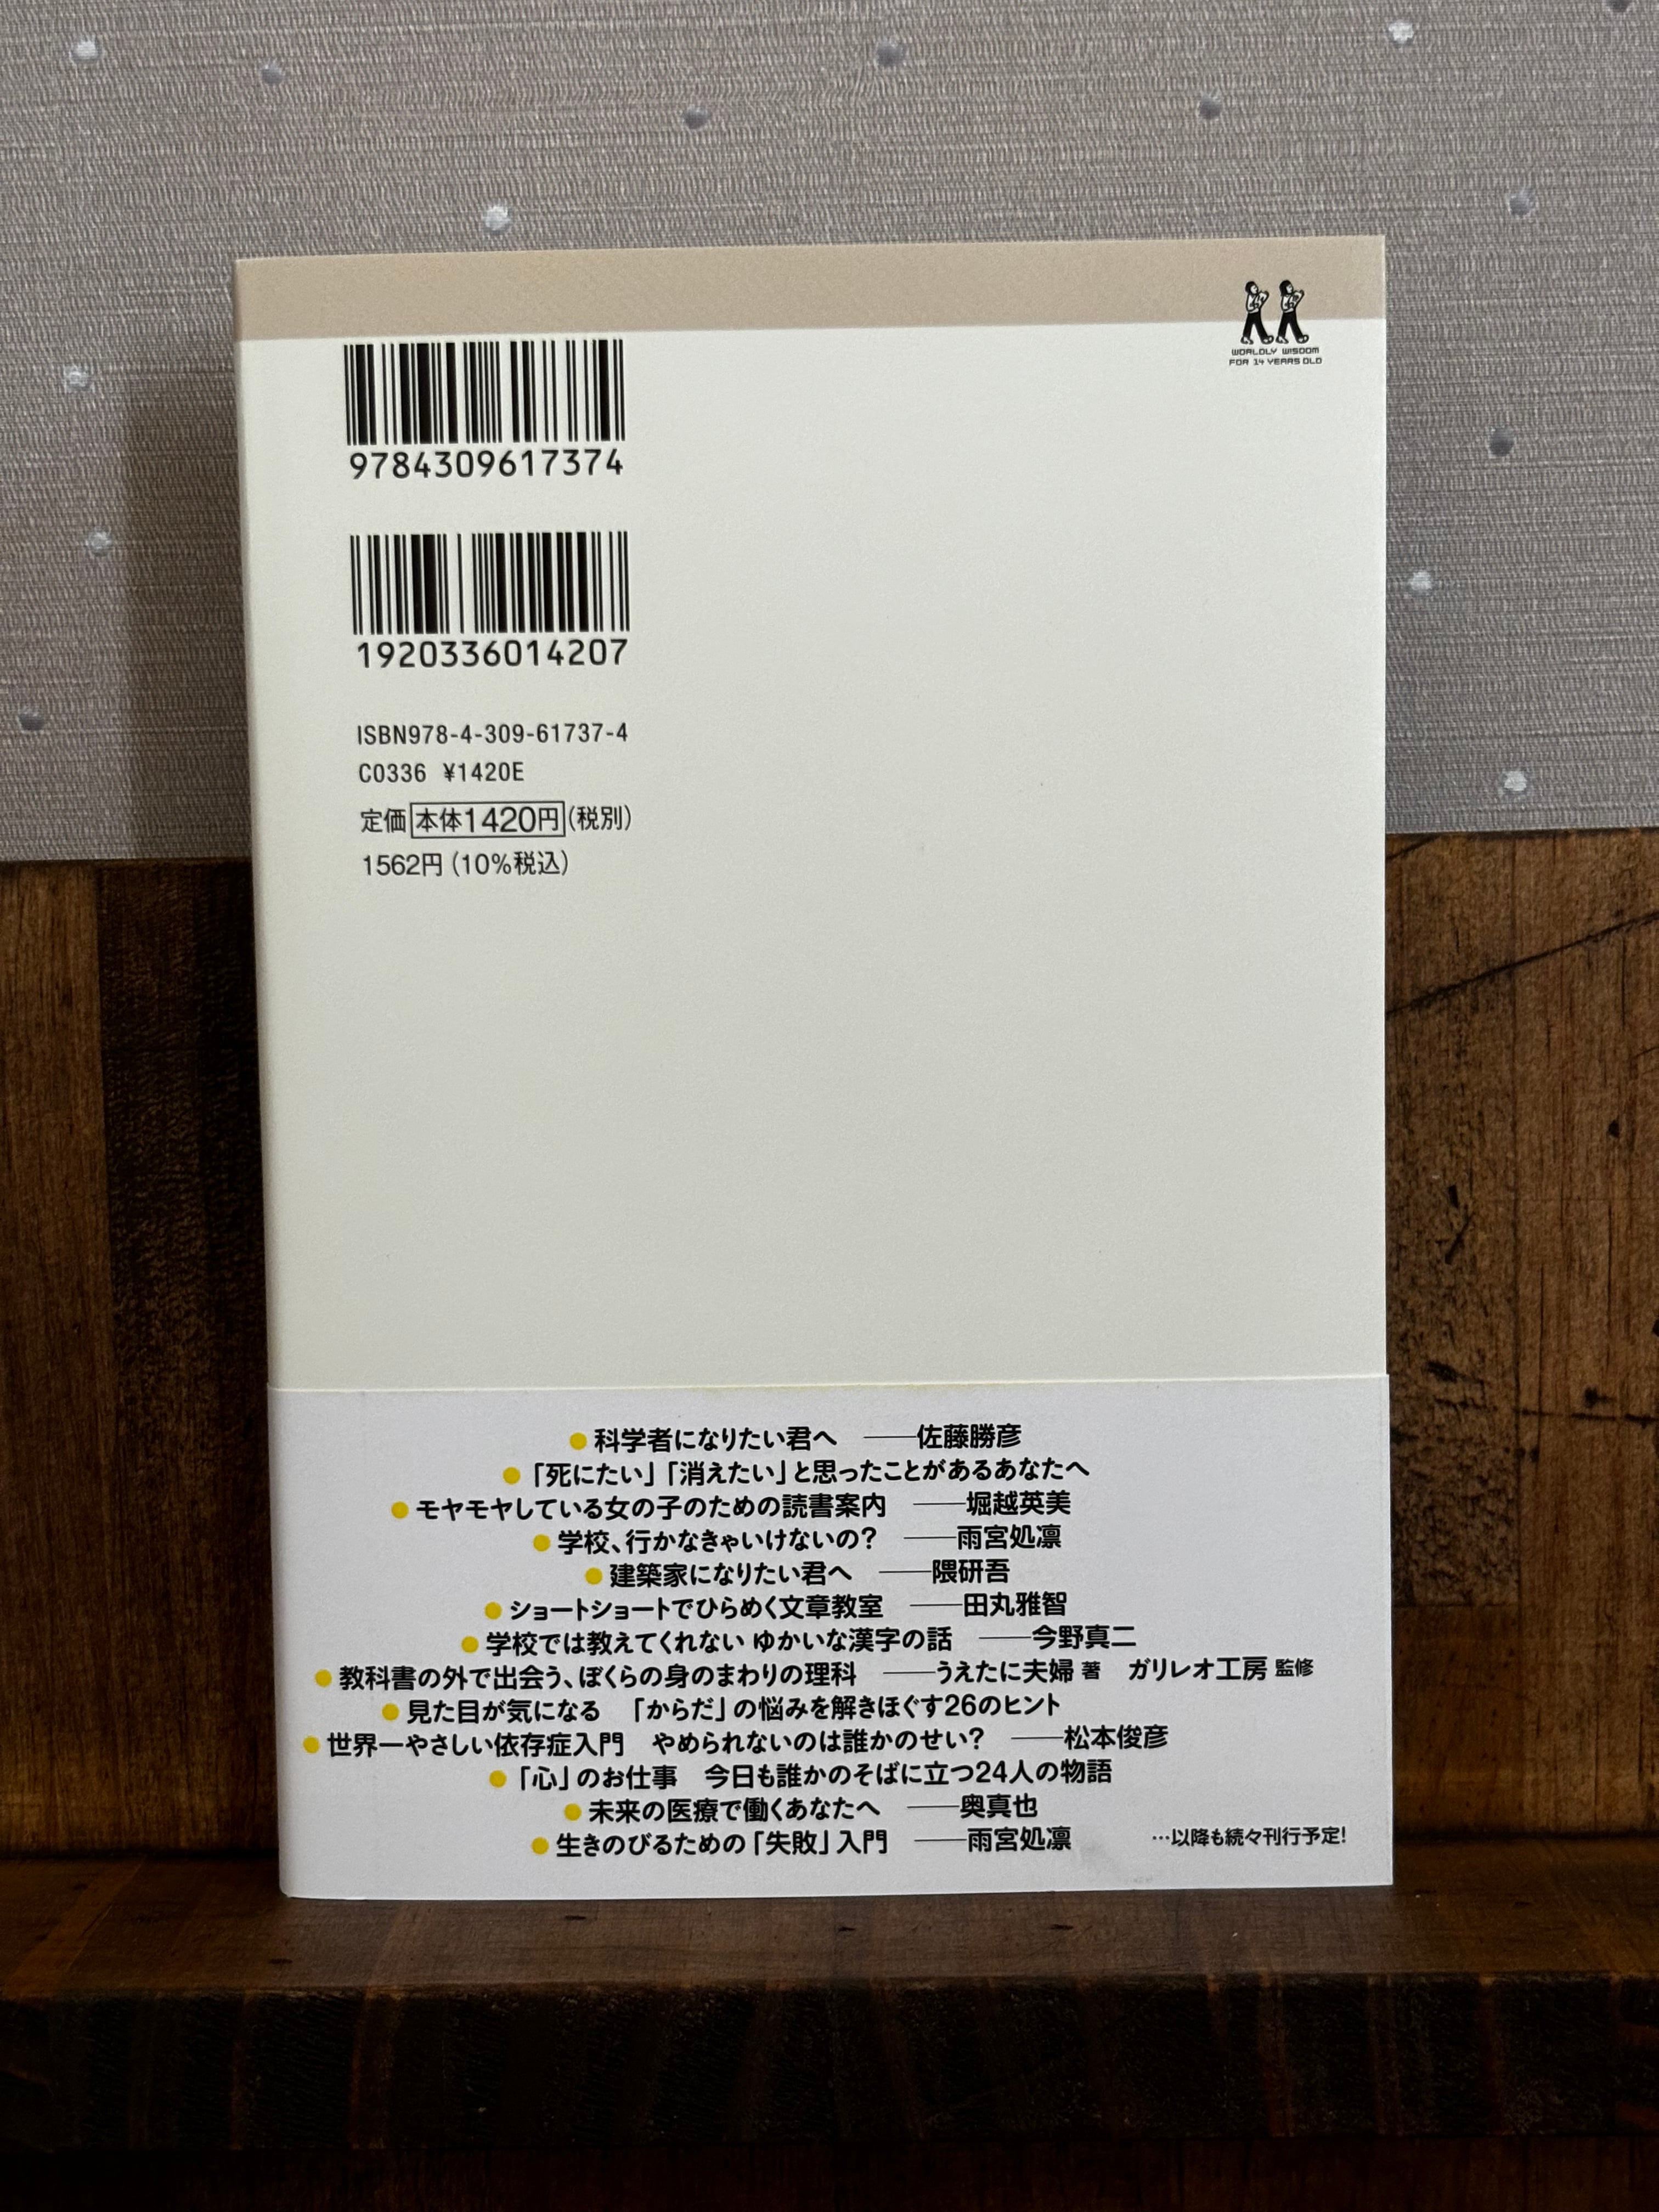 WORLDLY WISDOM
FOR 14 YEARS OLD
9784309617374
1920336014207
ISBN978-4-309-61737-4
C0336 ¥1420E
定価 本体1420円(税別)
1562円(10%税込)
●科学者になりたい君へ ——佐藤勝彦
●「死にたい」「消えたい」と思ったことがあるあなたへ
●モヤモヤしている女の子のための読書案内 ——堀越英美
●学校、行かなきゃいけないの? ——雨宮処凛
●建築家になりたい君へ ——隈研吾
●ショートショートでひらめく文章教室 ——田丸雅智
●学校では教えてくれない ゆかいな漢字の話 ——今野真二
●教科書の外で出会う、ぼくらの身のまわりの理科 ——うえたに夫婦 著 ガリレオ工房 監修
●見た目が気になる 「からだ」の悩みを解きほぐす26のヒント
●世界一やさしい依存症入門 やめられないのは誰かのせい? ——松本俊彦
●「心」のお仕事 今日も誰かのそばに立つ24人の物語
●未来の医療で働くあなたへ ——奥真也
●生きのびるための「失敗」入門 ——雨宮処凛 …以降も続々刊行予定!